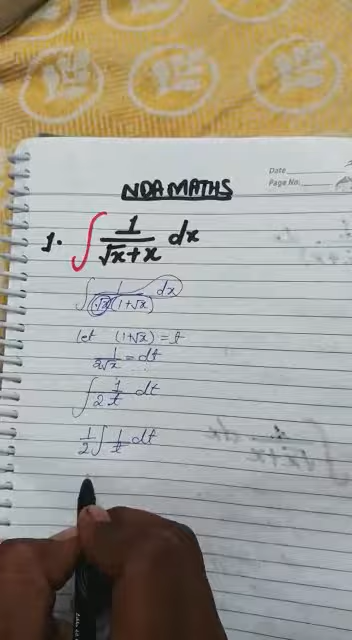 Date
Page No.
NDA MATHS
1. ∫ 1/(√x+x) dx
∫ 1/(√x(1+√x)) dx
let (1+√x) = t
1/(2√x) = dt
∫ 1/(2t) dt
1/2 ∫ 1/t dt